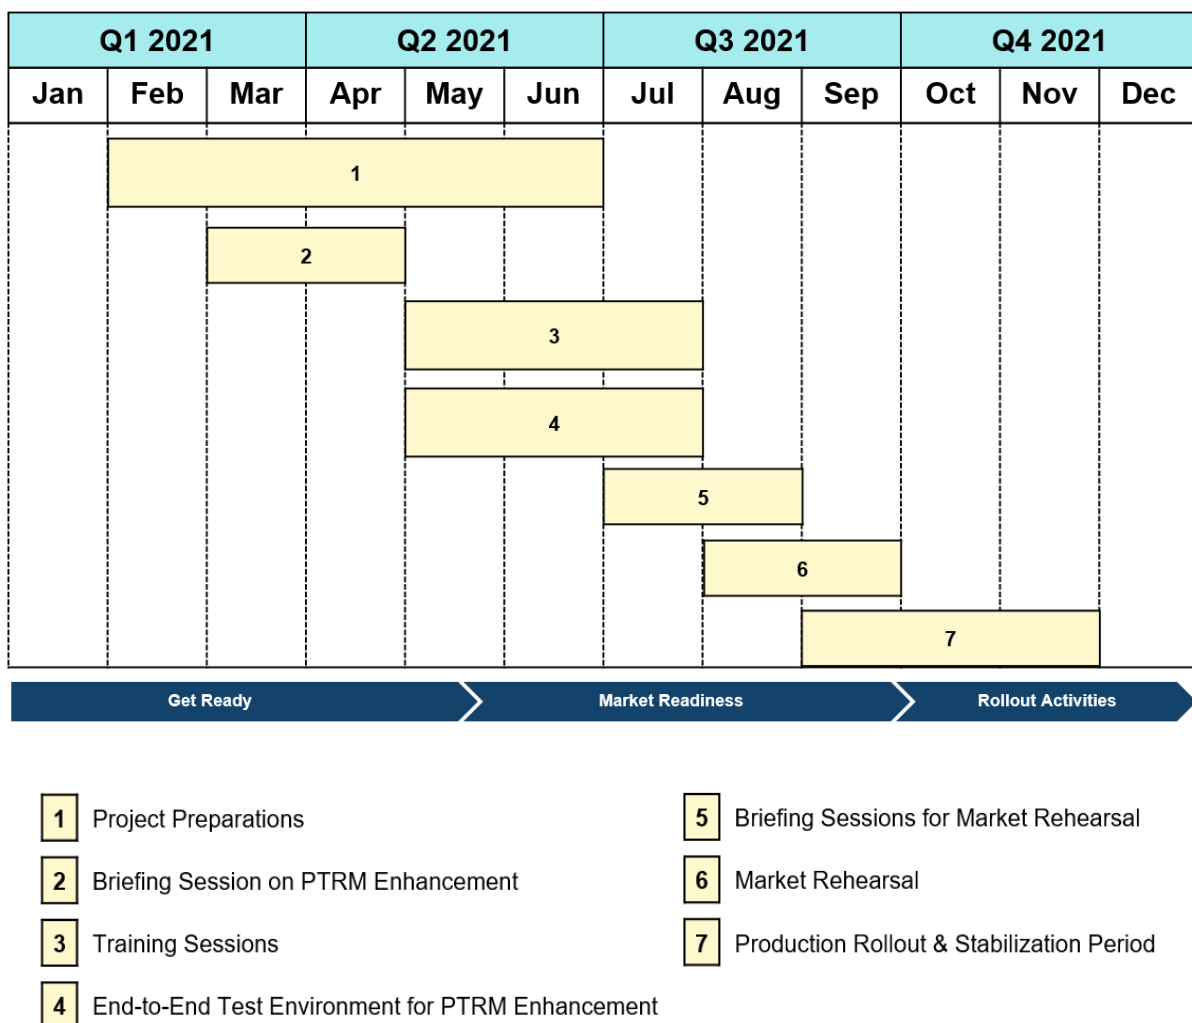 Q1 2021 Q2 2021 Q3 2021 Q4 2021
Jan Feb Mar Apr May Jun Jul Aug Sep Oct Nov Dec
1
2
3
4
5
6
7
Get Ready Market Readiness Rollout Activities
1 Project Preparations
2 Briefing Session on PTRM Enhancement
3 Training Sessions
4 End-to-End Test Environment for PTRM Enhancement
5 Briefing Sessions for Market Rehearsal
6 Market Rehearsal
7 Production Rollout & Stabilization Period